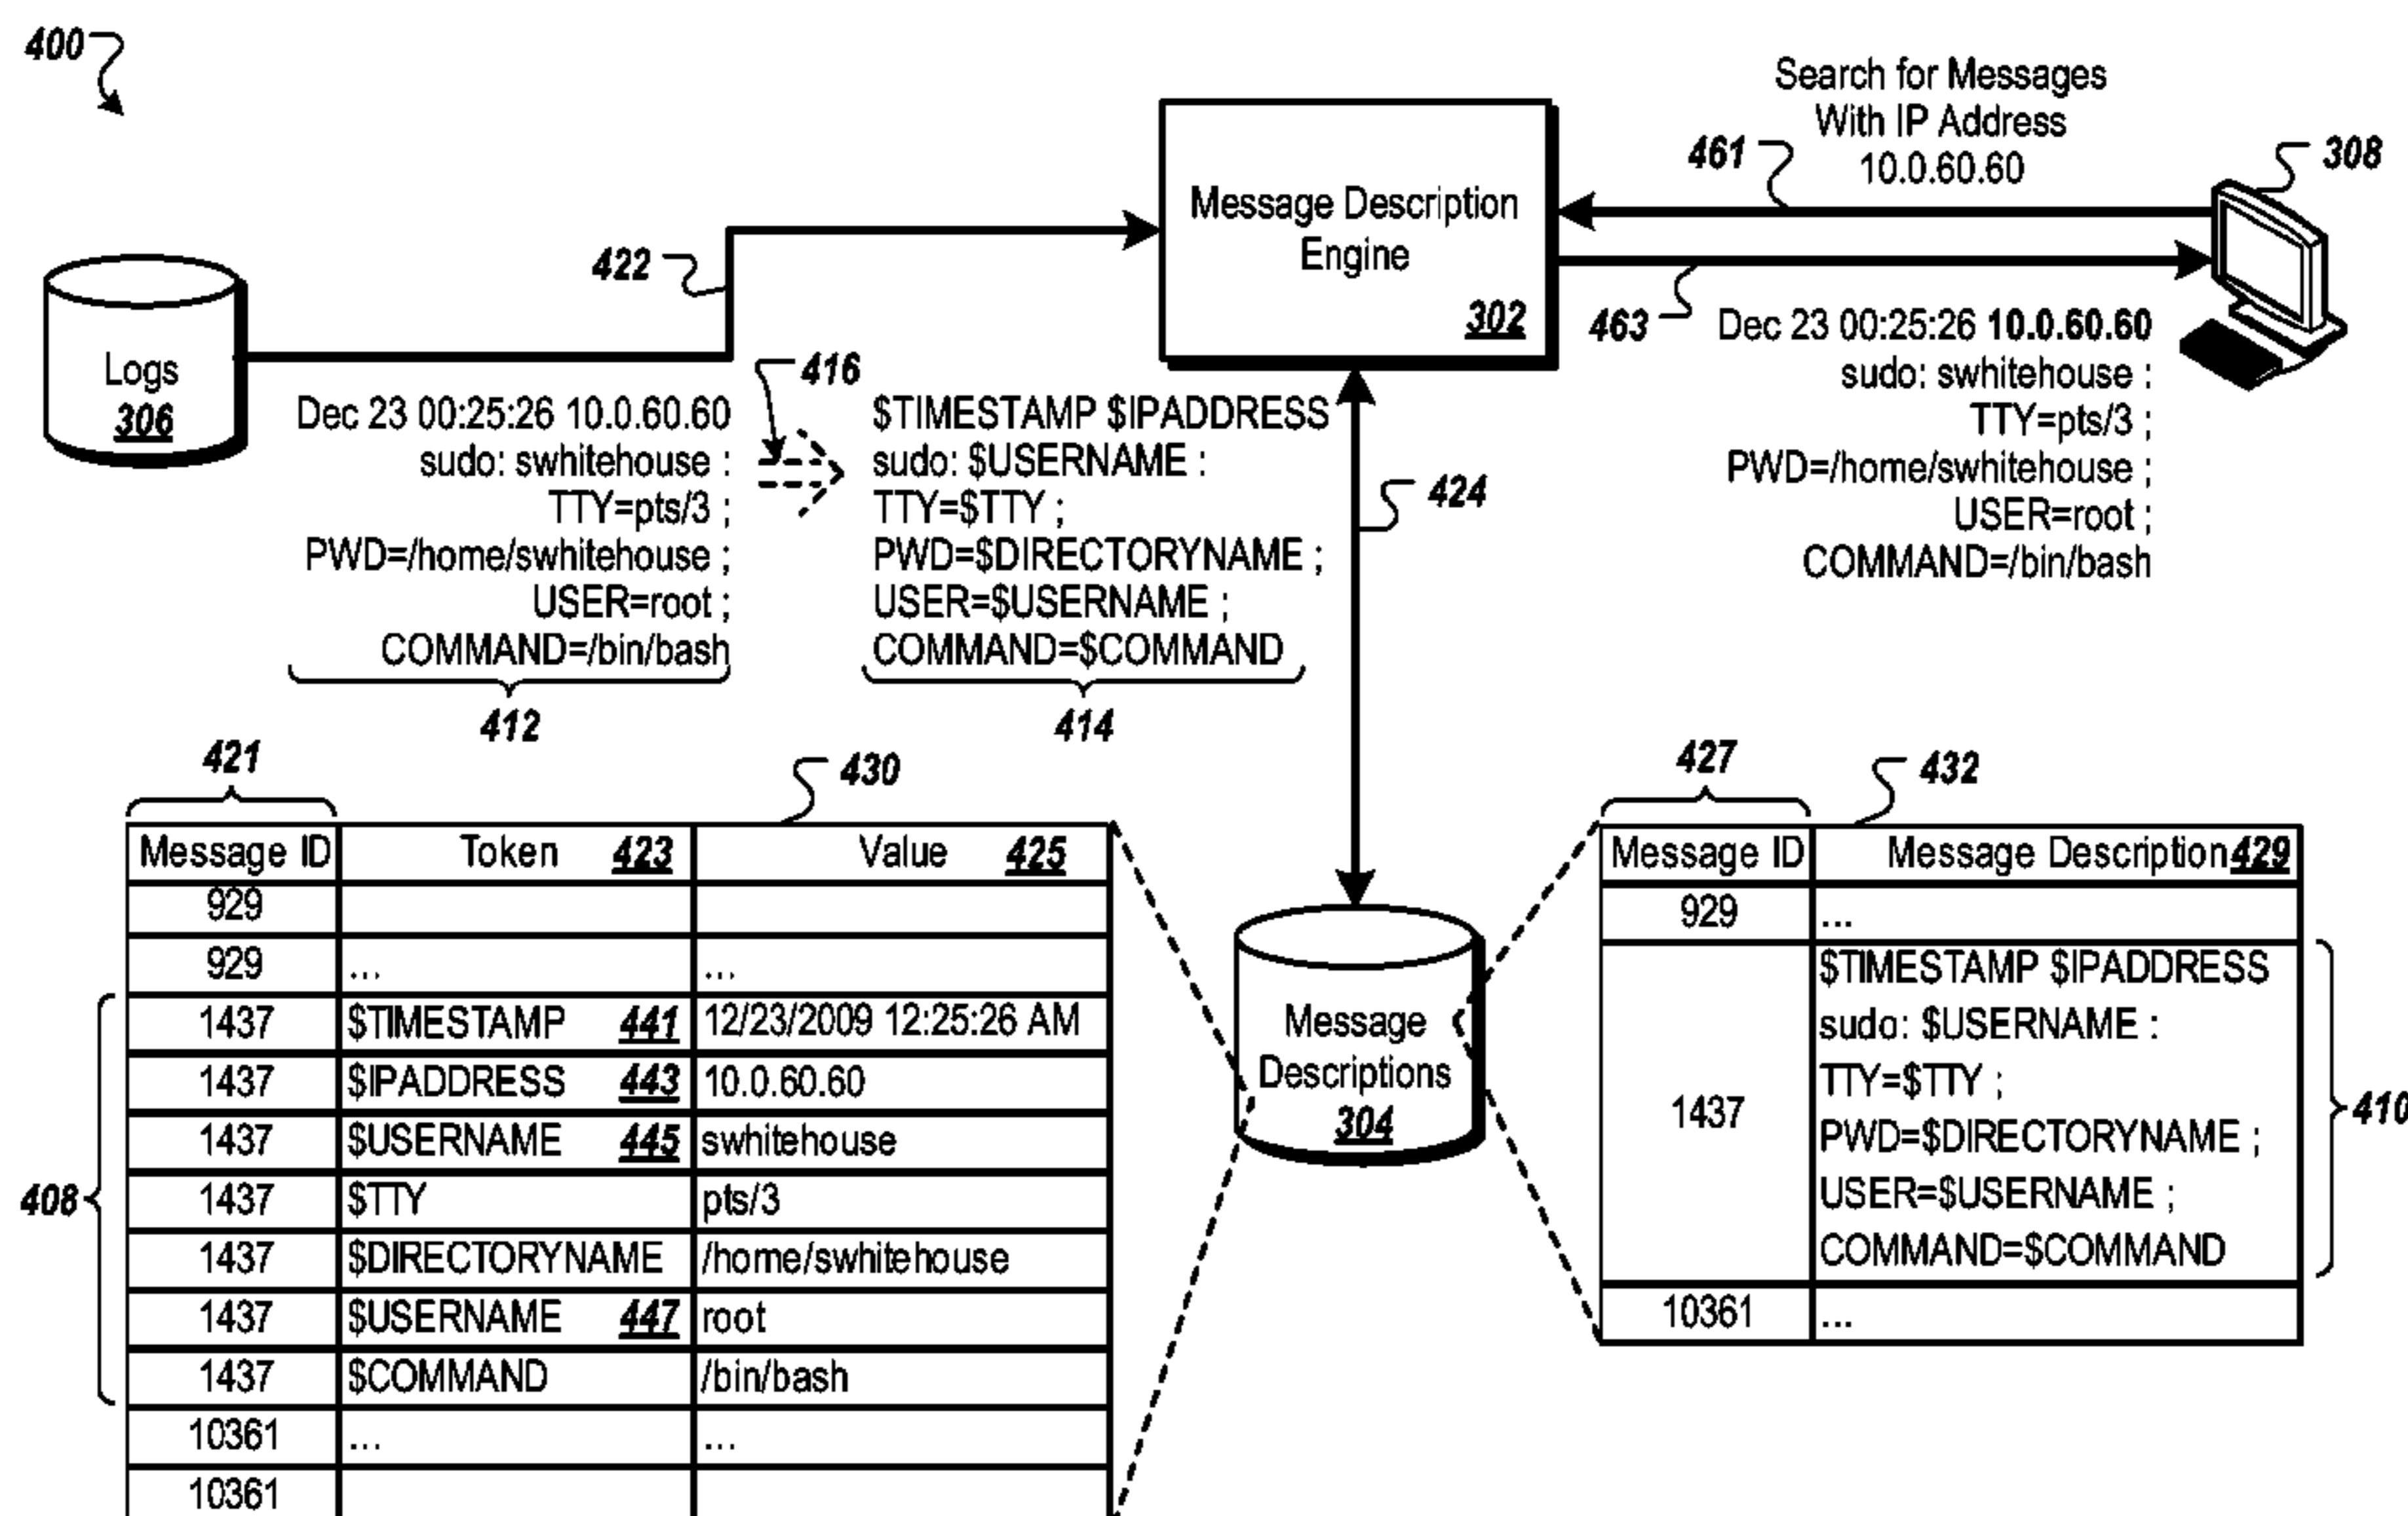 400
Search for Messages
With IP Address
10.0.60.60
461
308
Message Description
Engine
302
422
463
Logs
306
416
Dec 23 00:25:26 10.0.60.60
sudo: swhitehouse :
TTY=pts/3 ;
PWD=/home/swhitehouse ;
USER=root ;
COMMAND=/bin/bash
412
$TIMESTAMP $IPADDRESS
sudo: $USERNAME :
TTY=$TTY ;
PWD=$DIRECTORYNAME ;
USER=$USERNAME ;
COMMAND=$COMMAND
414
424
Dec 23 00:25:26 10.0.60.60
sudo: swhitehouse :
TTY=pts/3 ;
PWD=/home/swhitehouse ;
USER=root ;
COMMAND=/bin/bash
421
430
Message ID Token 423 Value 425
929
929 ... ...
1437 $TIMESTAMP 441 12/23/2009 12:25:26 AM
1437 $IPADDRESS 443 10.0.60.60
1437 $USERNAME 445 swhitehouse
1437 $TTY pts/3
1437 $DIRECTORYNAME /home/swhitehouse
1437 $USERNAME 447 root
1437 $COMMAND /bin/bash
10361 ... ...
10361
408
Message
Descriptions
304
427
432
Message ID Message Description 429
929 ...
1437
$TIMESTAMP $IPADDRESS
sudo: $USERNAME :
TTY=$TTY ;
PWD=$DIRECTORYNAME ;
USER=$USERNAME ;
COMMAND=$COMMAND
410
10361 ...